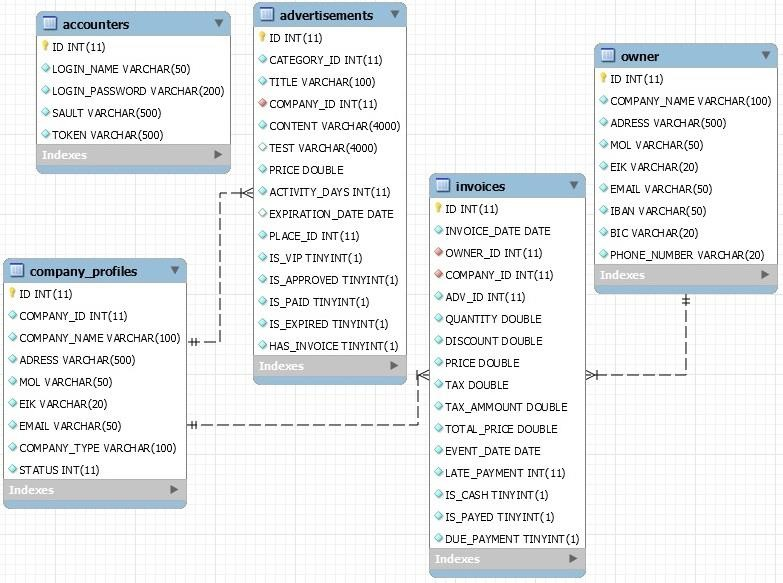 accounters
ID INT(11)
LOGIN_NAME VARCHAR(50)
LOGIN_PASSWORD VARCHAR(200)
SAULT VARCHAR(500)
TOKEN VARCHAR(500)
Indexes
advertisements
ID INT(11)
CATEGORY_ID INT(11)
TITLE VARCHAR(100)
COMPANY_ID INT(11)
CONTENT VARCHAR(4000)
TEST VARCHAR(4000)
PRICE DOUBLE
ACTIVITY_DAYS INT(11)
EXPIRATION_DATE DATE
PLACE_ID INT(11)
IS_VIP TINYINT(1)
IS_APPROVED TINYINT(1)
IS_PAID TINYINT(1)
IS_EXPIRED TINYINT(1)
HAS_INVOICE TINYINT(1)
Indexes
owner
ID INT(11)
COMPANY_NAME VARCHAR(100)
ADRESS VARCHAR(500)
MOL VARCHAR(50)
EIK VARCHAR(20)
EMAIL VARCHAR(50)
IBAN VARCHAR(50)
BIC VARCHAR(20)
PHONE_NUMBER VARCHAR(20)
Indexes
company_profiles
ID INT(11)
COMPANY_ID INT(11)
COMPANY_NAME VARCHAR(100)
ADRESS VARCHAR(500)
MOL VARCHAR(50)
EIK VARCHAR(20)
EMAIL VARCHAR(50)
COMPANY_TYPE VARCHAR(100)
STATUS INT(11)
Indexes
invoices
ID INT(11)
INVOICE_DATE DATE
OWNER_ID INT(11)
COMPANY_ID INT(11)
ADV_ID INT(11)
QUANTITY DOUBLE
DISCOUNT DOUBLE
PRICE DOUBLE
TAX DOUBLE
TAX_AMMOUNT DOUBLE
TOTAL_PRICE DOUBLE
EVENT_DATE DATE
LATE_PAYMENT INT(11)
IS_CASH TINYINT(1)
IS_PAYED TINYINT(1)
DUE_PAYMENT TINYINT(1)
Indexes